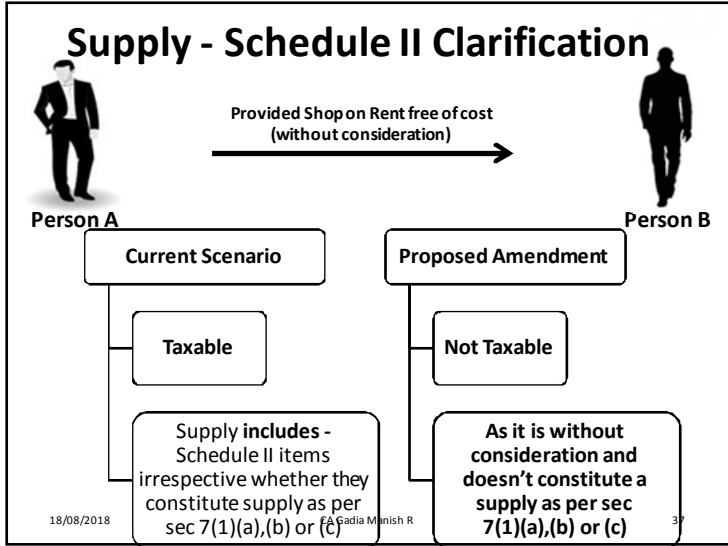 Supply - Schedule II Clarification
Provided Shop on Rent free of cost
(without consideration)
Person A
Person B
Current Scenario
Taxable
Supply includes -
Schedule II items
irrespective whether they
constitute supply as per
sec 7(1)(a),(b) or (c)
Proposed Amendment
Not Taxable
As it is without
consideration and
doesn't constitute a
supply as per sec
7(1)(a),(b) or (c)
18/08/2018
CA Gadia Manish R
37